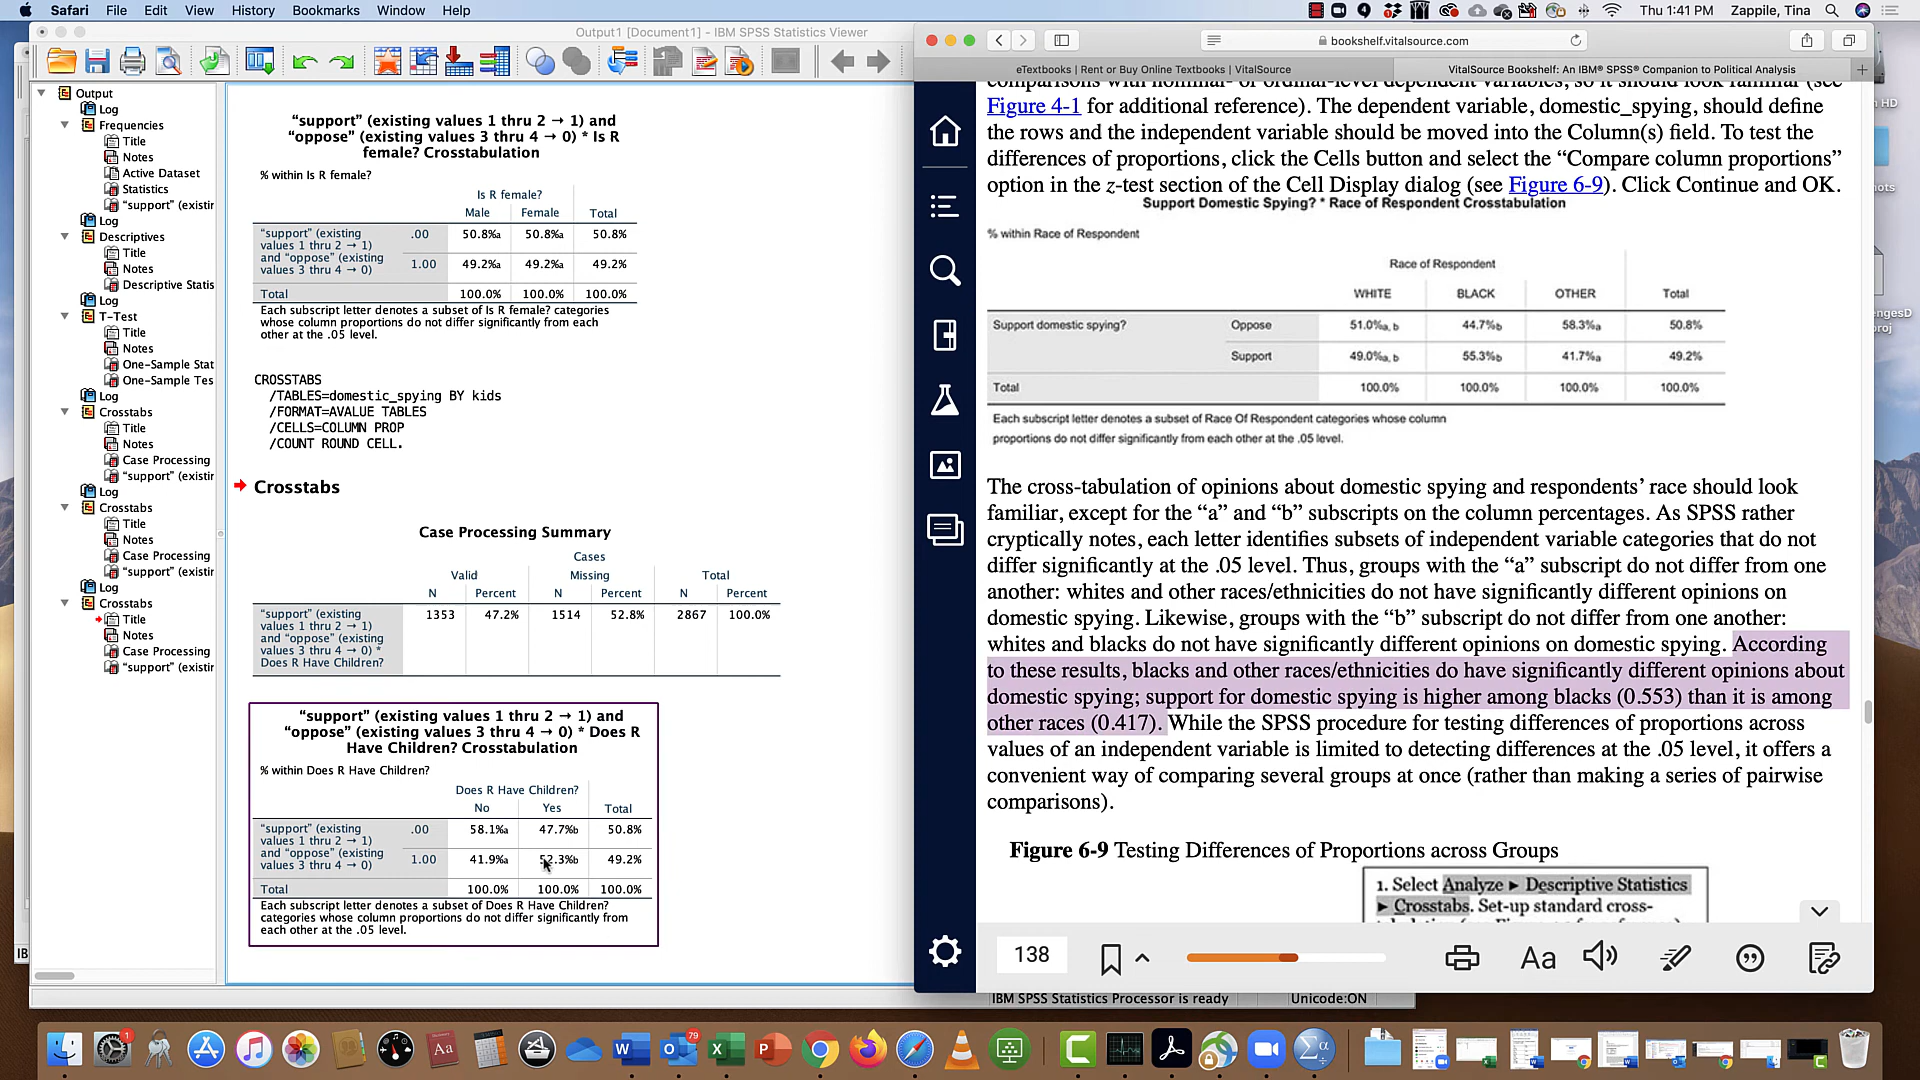 Safari File Edit View History Bookmarks Window Help
Thu 1:41 PM Zappile, Tina
Output1 [Document1] - IBM SPSS Statistics Viewer
Output
Log
Frequencies
Title
Notes
Active Dataset
Statistics
“support” (existir
Log
Descriptives
Title
Notes
Descriptive Statis
Log
T-Test
Title
Notes
One-Sample Stat
One-Sample Tes
Log
Crosstabs
Title
Notes
Case Processing
“support” (existir
Log
Crosstabs
Title
Notes
Case Processing
“support” (existir
Log
Crosstabs
Title
Notes
Case Processing
“support” (existir
“support” (existing values 1 thru 2 → 1) and
“oppose” (existing values 3 thru 4 → 0) * Is R
female? Crosstabulation
% within Is R female?
Is R female?
Male Female Total
“support” (existing
values 1 thru 2 → 1)
and “oppose” (existing
values 3 thru 4 → 0)
.00 50.8%a 50.8%a 50.8%
1.00 49.2%a 49.2%a 49.2%
Total 100.0% 100.0% 100.0%
Each subscript letter denotes a subset of Is R female? categories
whose column proportions do not differ significantly from each
other at the .05 level.
CROSSTABS
/TABLES=domestic_spying BY kids
/FORMAT=AVALUE TABLES
/CELLS=COLUMN PROP
/COUNT ROUND CELL.
Crosstabs
Case Processing Summary
Cases
Valid Missing Total
N Percent N Percent N Percent
“support” (existing
values 1 thru 2 → 1)
and “oppose” (existing
values 3 thru 4 → 0) *
Does R Have Children?
1353 47.2% 1514 52.8% 2867 100.0%
“support” (existing values 1 thru 2 → 1) and
“oppose” (existing values 3 thru 4 → 0) * Does R
Have Children? Crosstabulation
% within Does R Have Children?
Does R Have Children?
No Yes Total
“support” (existing
values 1 thru 2 → 1)
and “oppose” (existing
values 3 thru 4 → 0)
.00 58.1%a 47.7%b 50.8%
1.00 41.9%a 52.3%b 49.2%
Total 100.0% 100.0% 100.0%
Each subscript letter denotes a subset of Does R Have Children?
categories whose column proportions do not differ significantly from
each other at the .05 level.
bookshelf.vitalsource.com
eTextbooks | Rent or Buy Online Textbooks | VitalSource
VitalSource Bookshelf: An IBM® SPSS® Companion to Political Analysis
comparisons with nominal- or ordinal-level dependent variables, so it should look familiar (see
Figure 4-1 for additional reference). The dependent variable, domestic_spying, should define
the rows and the independent variable should be moved into the Column(s) field. To test the
differences of proportions, click the Cells button and select the “Compare column proportions”
option in the z-test section of the Cell Display dialog (see Figure 6-9). Click Continue and OK.
Support Domestic Spying? * Race of Respondent Crosstabulation
% within Race of Respondent
Race of Respondent
WHITE BLACK OTHER Total
Support domestic spying? Oppose 51.0%a, b 44.7%b 58.3%a 50.8%
Support 49.0%a, b 55.3%b 41.7%a 49.2%
Total 100.0% 100.0% 100.0% 100.0%
Each subscript letter denotes a subset of Race Of Respondent categories whose column
proportions do not differ significantly from each other at the .05 level.
The cross-tabulation of opinions about domestic spying and respondents’ race should look
familiar, except for the “a” and “b” subscripts on the column percentages. As SPSS rather
cryptically notes, each letter identifies subsets of independent variable categories that do not
differ significantly at the .05 level. Thus, groups with the “a” subscript do not differ from one
another: whites and other races/ethnicities do not have significantly different opinions on
domestic spying. Likewise, groups with the “b” subscript do not differ from one another:
whites and blacks do not have significantly different opinions on domestic spying. According
to these results, blacks and other races/ethnicities do have significantly different opinions about
domestic spying; support for domestic spying is higher among blacks (0.553) than it is among
other races (0.417). While the SPSS procedure for testing differences of proportions across
values of an independent variable is limited to detecting differences at the .05 level, it offers a
convenient way of comparing several groups at once (rather than making a series of pairwise
comparisons).
Figure 6-9 Testing Differences of Proportions across Groups
1. Select Analyze ► Descriptive Statistics
► Crosstabs. Set-up standard cross-
138
Aa
IBM SPSS Statistics Processor is ready Unicode:ON